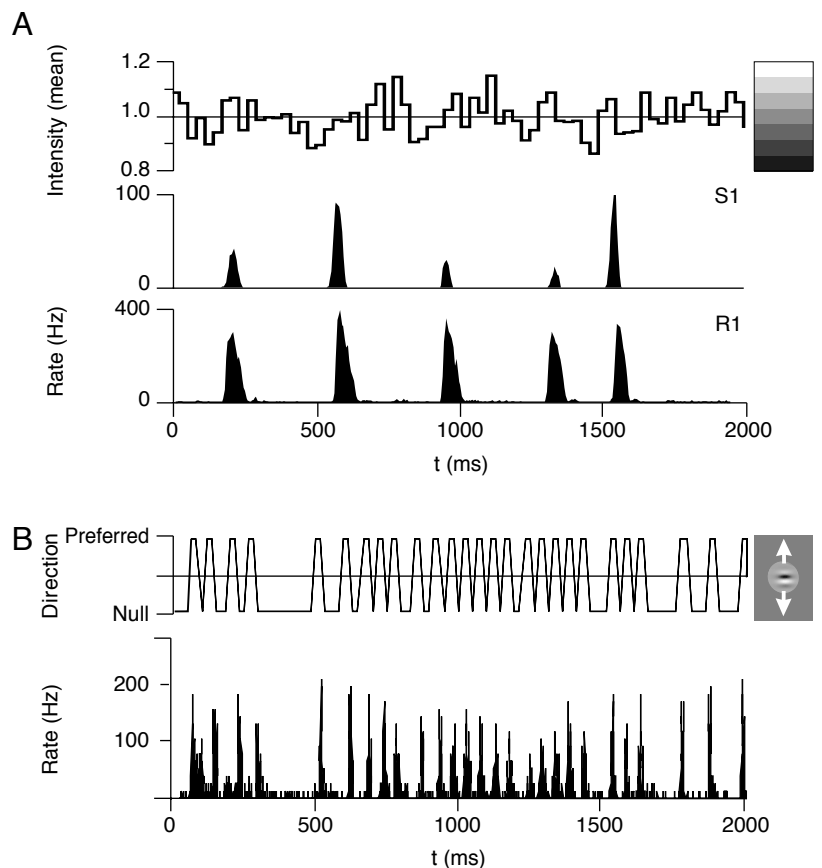 A
Intensity (mean)
1.2
1.0
0.8
100
0
S1
Rate (Hz)
400
0
R1
0 500 1000 1500 2000
t (ms)
B
Direction
Preferred
Null
Rate (Hz)
200
100
0 500 1000 1500 2000
t (ms)